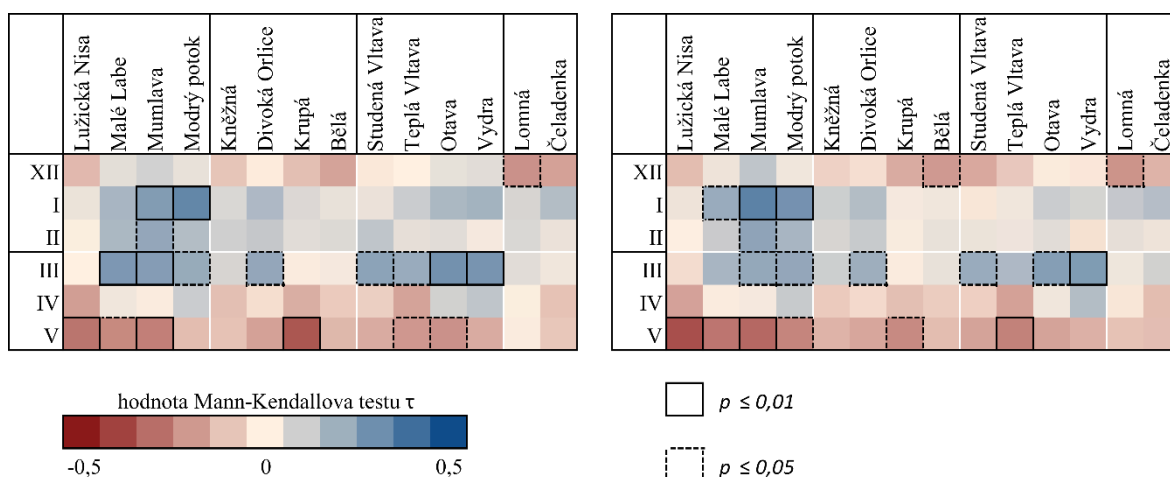 Lužická Nisa
Malé Labe
Mumlava
Modrý potok
Kněžná
Divoká Orlice
Krupá
Bělá
Studená Vltava
Teplá Vltava
Otava
Vydra
Lomná
Čeladenka
XII
I
II
III
IV
V
Lužická Nisa
Malé Labe
Mumlava
Modrý potok
Kněžná
Divoká Orlice
Krupá
Bělá
Studená Vltava
Teplá Vltava
Otava
Vydra
Lomná
Čeladenka
XII
I
II
III
IV
V
hodnota Mann-Kendallova testu τ
-0,5 0 0,5
p ≤ 0,01
p ≤ 0,05